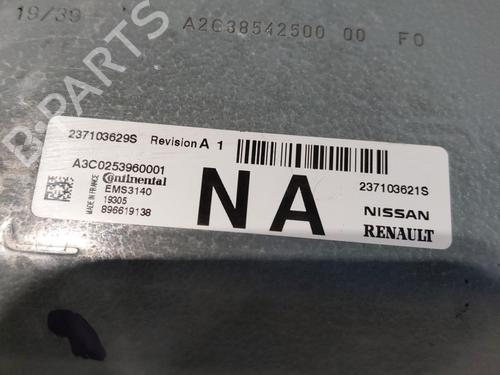 19/39 A2C38542500 00 F0
B-PARTS
237103629S Revision A 1
A3C0253960001
Continental
EMS3140
19305
896619138
MADE IN FRANCE
NA
237103621S
NISSAN
RENAULT